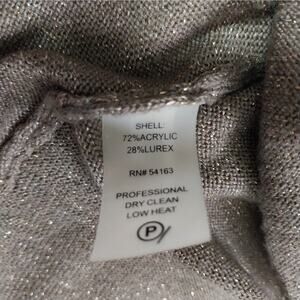 SHELL:
72%ACRYLIC
28%LUREX
RN# 54163
PROFESSIONAL
DRY CLEAN
LOW HEAT
P